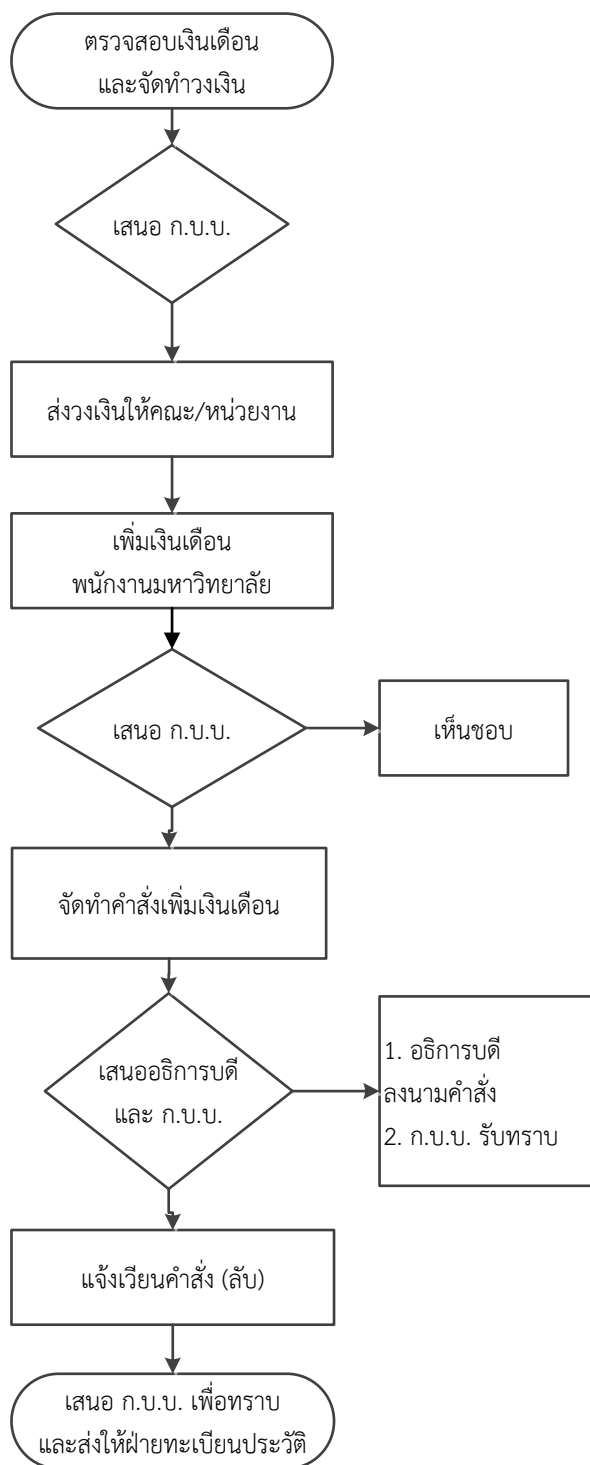 ตรวจสอบเงินเดือน
และจัดทำวงเงิน
เสนอ ก.บ.บ.
ส่งวงเงินให้คณะ/หน่วยงาน
เพิ่มเงินเดือน
พนักงานมหาวิทยาลัย
เสนอ ก.บ.บ.
เห็นชอบ
จัดทำคำสั่งเพิ่มเงินเดือน
เสนออธิการบดี
และ ก.บ.บ.
1. อธิการบดี
ลงนามคำสั่ง
2. ก.บ.บ. รับทราบ
แจ้งเวียนคำสั่ง (ลับ)
เสนอ ก.บ.บ. เพื่อทราบ
และส่งให้ฝ่ายทะเบียนประวัติ